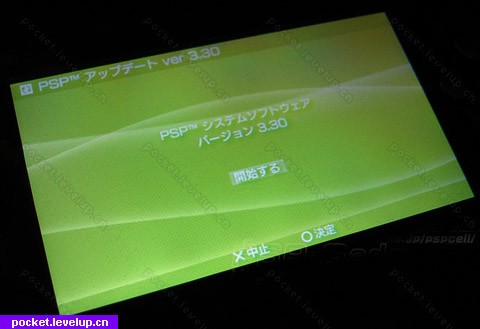 PSP™ アップデート ver 3.30
PSP™ システムソフトウェア
バージョン 3.30
開始する
✕中止
○決定
pocket.levelup.cn